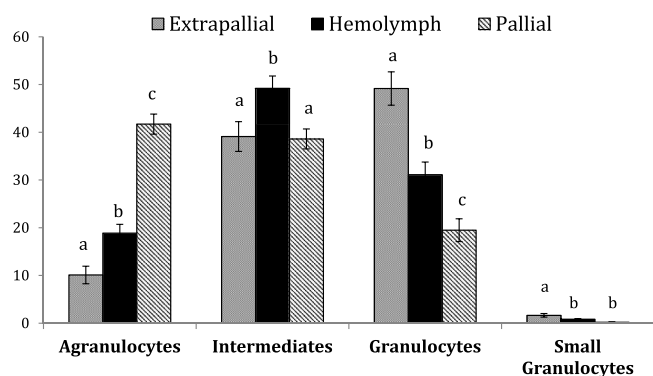 Extrapallial Hemolymph Pallial
60
50
40
30
20
10
0
a b c
a b a
a b c
a b b
Agranulocytes Intermediates Granulocytes Small
Granulocytes